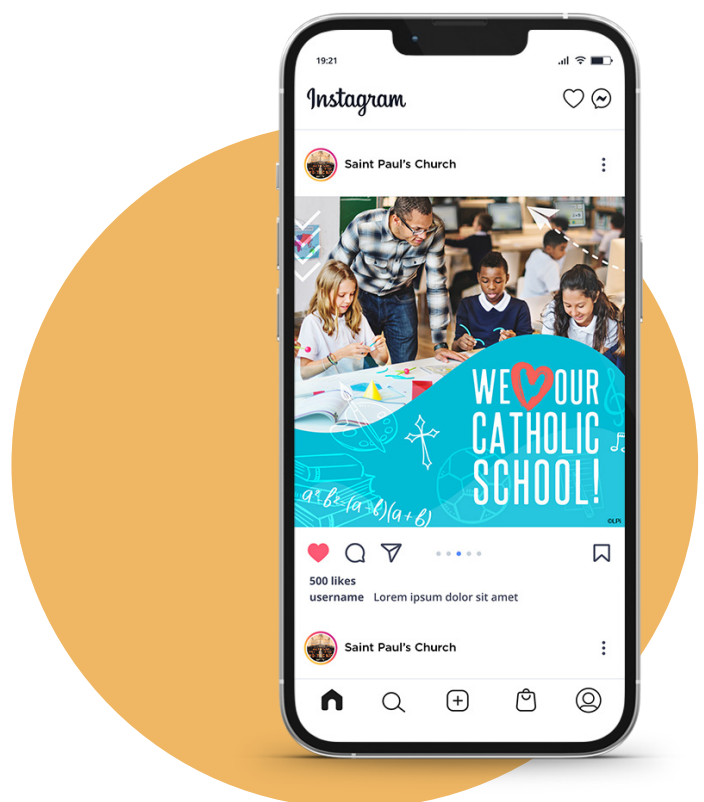 19:21
Instagram
Saint Paul's Church
WE OUR
CATHOLIC
SCHOOL!
a²-b²=(a-b)(a+b)
©LPI
500 likes
username Lorem ipsum dolor sit amet
Saint Paul's Church